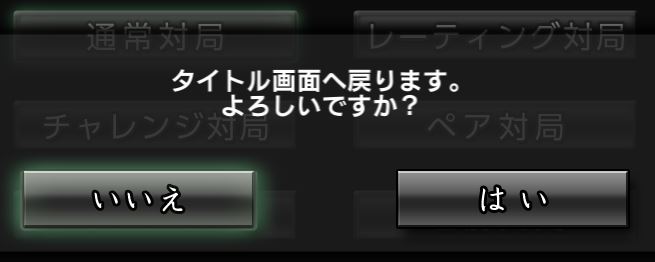 通常対局
レーティング対局
タイトル画面へ戻ります。
よろしいですか？
チャレンジ対局
ペア対局
いいえ
はい